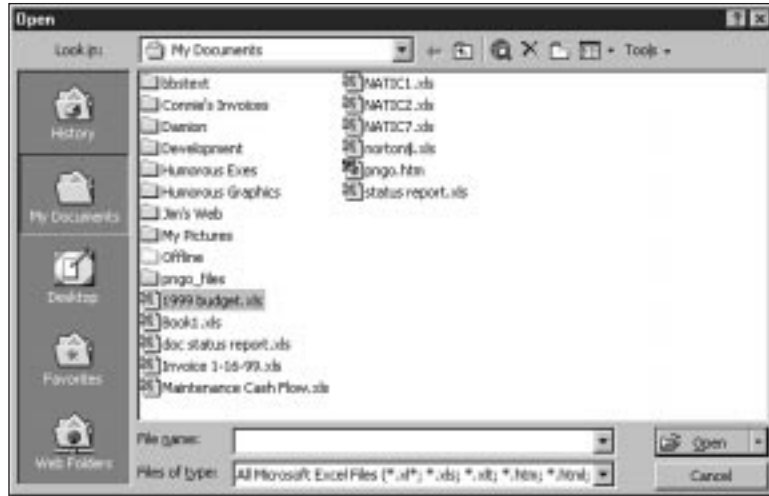 Open
Look in:
My Documents
Tools
History
My Documents
Desktop
Favorites
Web Folders
bbstext
Connie's Invoices
Damion
Development
Humorous Exes
Humorous Graphics
Jim's Web
My Pictures
Offline
pngo_files
1999 budget.xls
Book1.xls
doc status report.xls
Invoice 1-16-99.xls
Maintenance Cash Flow.xls
NATIC1.xls
NATIC2.xls
NATIC7.xls
norton4.xls
pngo.htm
status report.xls
File name:
Open
Files of type:
All Microsoft Excel Files (*.xl*; *.xls; *.xlt; *.htm; *.html;
Cancel